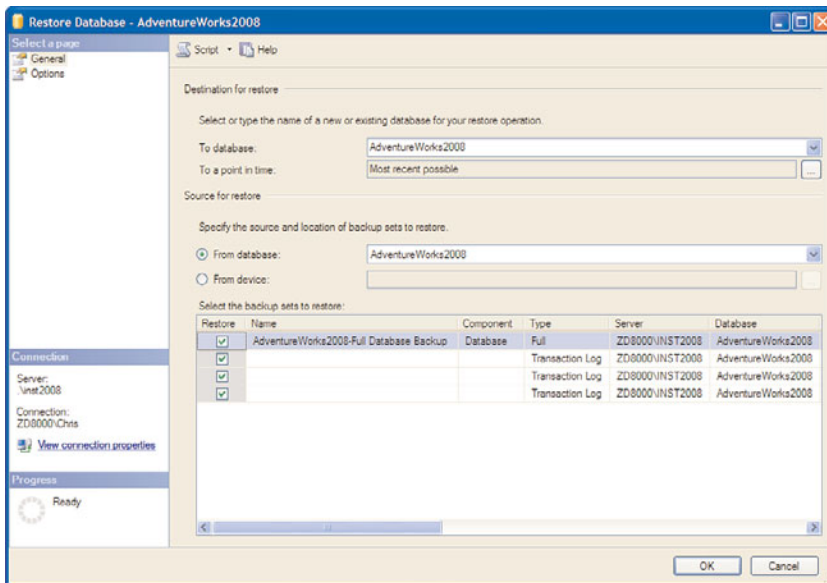 Restore Database - AdventureWorks2008
Select a page
General
Options
Script Help
Destination for restore
Select or type the name of a new or existing database for your restore operation.
To database: AdventureWorks2008
To a point in time: Most recent possible ...
Source for restore
Specify the source and location of backup sets to restore.
From database: AdventureWorks2008
From device: ...
Select the backup sets to restore:
Restore Name Component Type Server Database
AdventureWorks2008-Full Database Backup Database Full ZD8000\INST2008 AdventureWorks2008
Transaction Log ZD8000\INST2008 AdventureWorks2008
Transaction Log ZD8000\INST2008 AdventureWorks2008
Transaction Log ZD8000\INST2008 AdventureWorks2008
Connection
Server:
.\inst2008
Connection:
ZD8000\Chris
View connection properties
Progress
Ready
OK Cancel